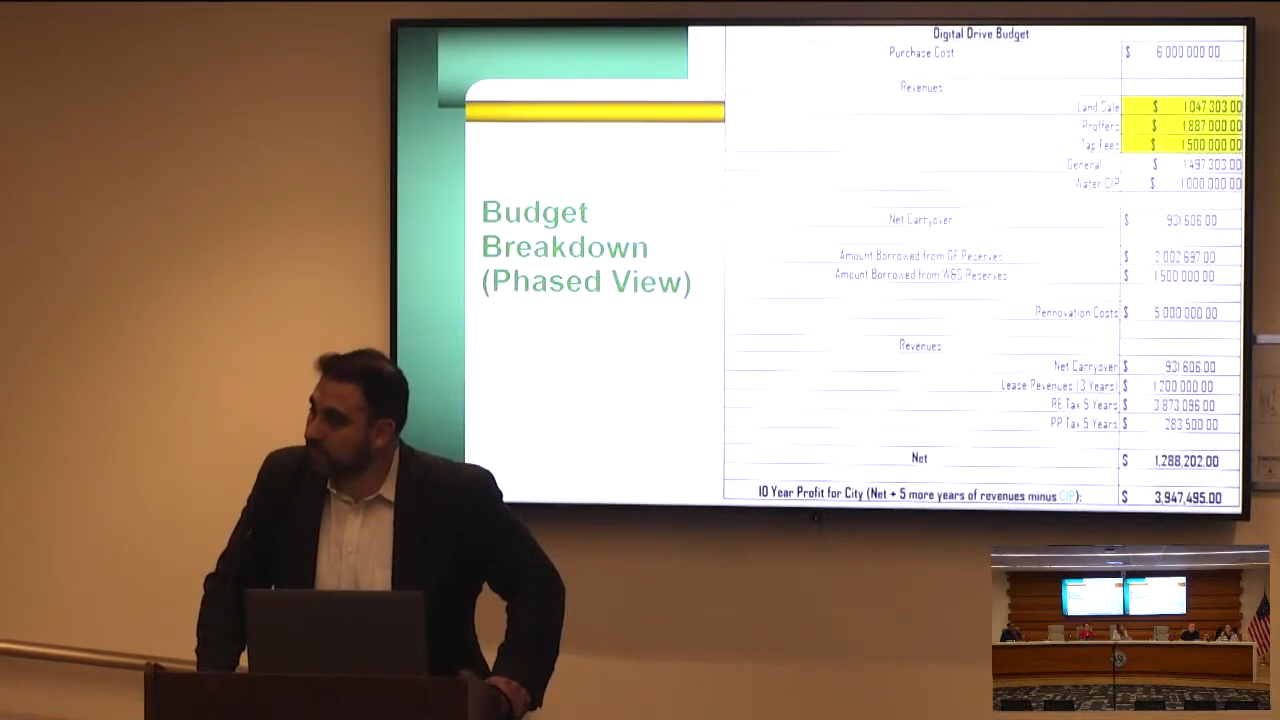 Digital Drive Budget
Purchase Cost $ 6 000 000 00
Revenues
Land Sale $ 1 047 303 00
Proffers $ 1 887 000 00
Tap Fees $ 1 500 000 00
General $ 1 497 303 00
Water CIP $ 1 000 000 00
Budget
Breakdown
(Phased View)
Net Carryover $ 931 606 00
Amount Borrowed from GF Reserves $ 2 002 697 00
Amount Borrowed from W&S Reserves $ 1 500 000 00
Rennovation Costs $ 5 000 000 00
Revenues
Net Carryover $ 931 606 00
Lease Revenues (3 Years) $ 1 200 000 00
RE Tax 5 Years $ 3 873 096 00
PP Tax 5 Years $ 283 500 00
Net $ 1,288,202.00
10 Year Profit for City (Net + 5 more years of revenues minus CIP): $ 3,947,495.00